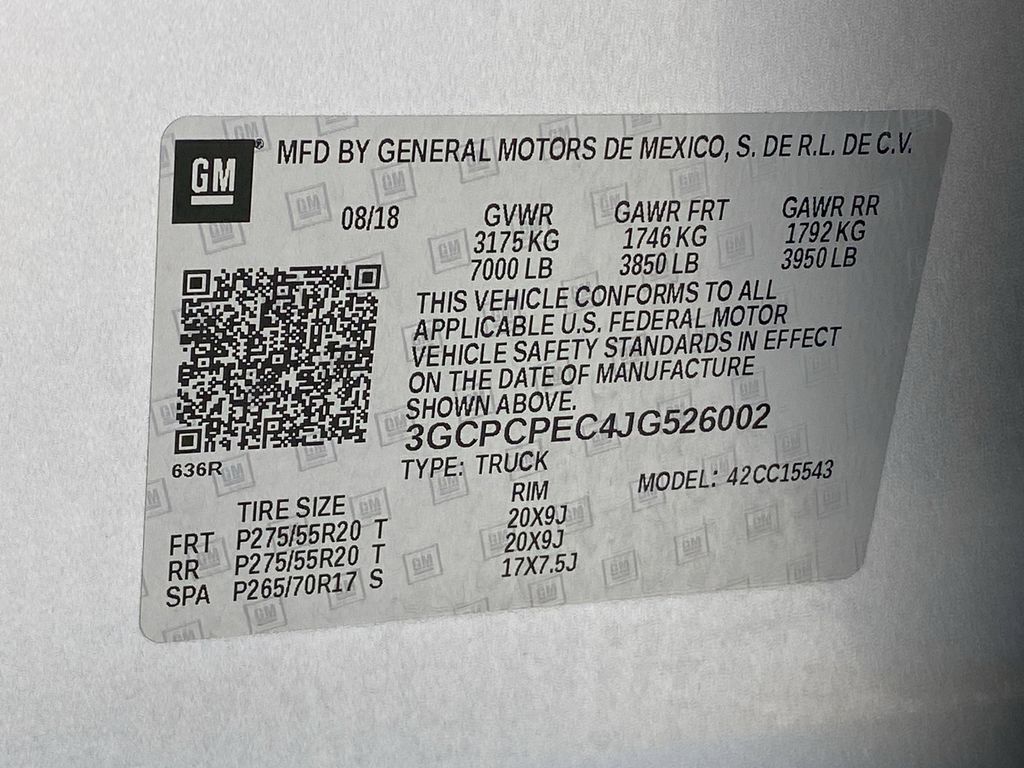 GM® MFD BY GENERAL MOTORS DE MEXICO, S. DE R.L. DE C.V.
08/18 GVWR GAWR FRT GAWR RR
3175 KG 1746 KG 1792 KG
7000 LB 3850 LB 3950 LB
THIS VEHICLE CONFORMS TO ALL
APPLICABLE U.S. FEDERAL MOTOR
VEHICLE SAFETY STANDARDS IN EFFECT
ON THE DATE OF MANUFACTURE
SHOWN ABOVE.
3GCPCPEC4JG526002
636R
TYPE: TRUCK MODEL: 42CC15543
TIRE SIZE RIM
FRT P275/55R20 T 20X9J
RR P275/55R20 T 20X9J
SPA P265/70R17 S 17X7.5J